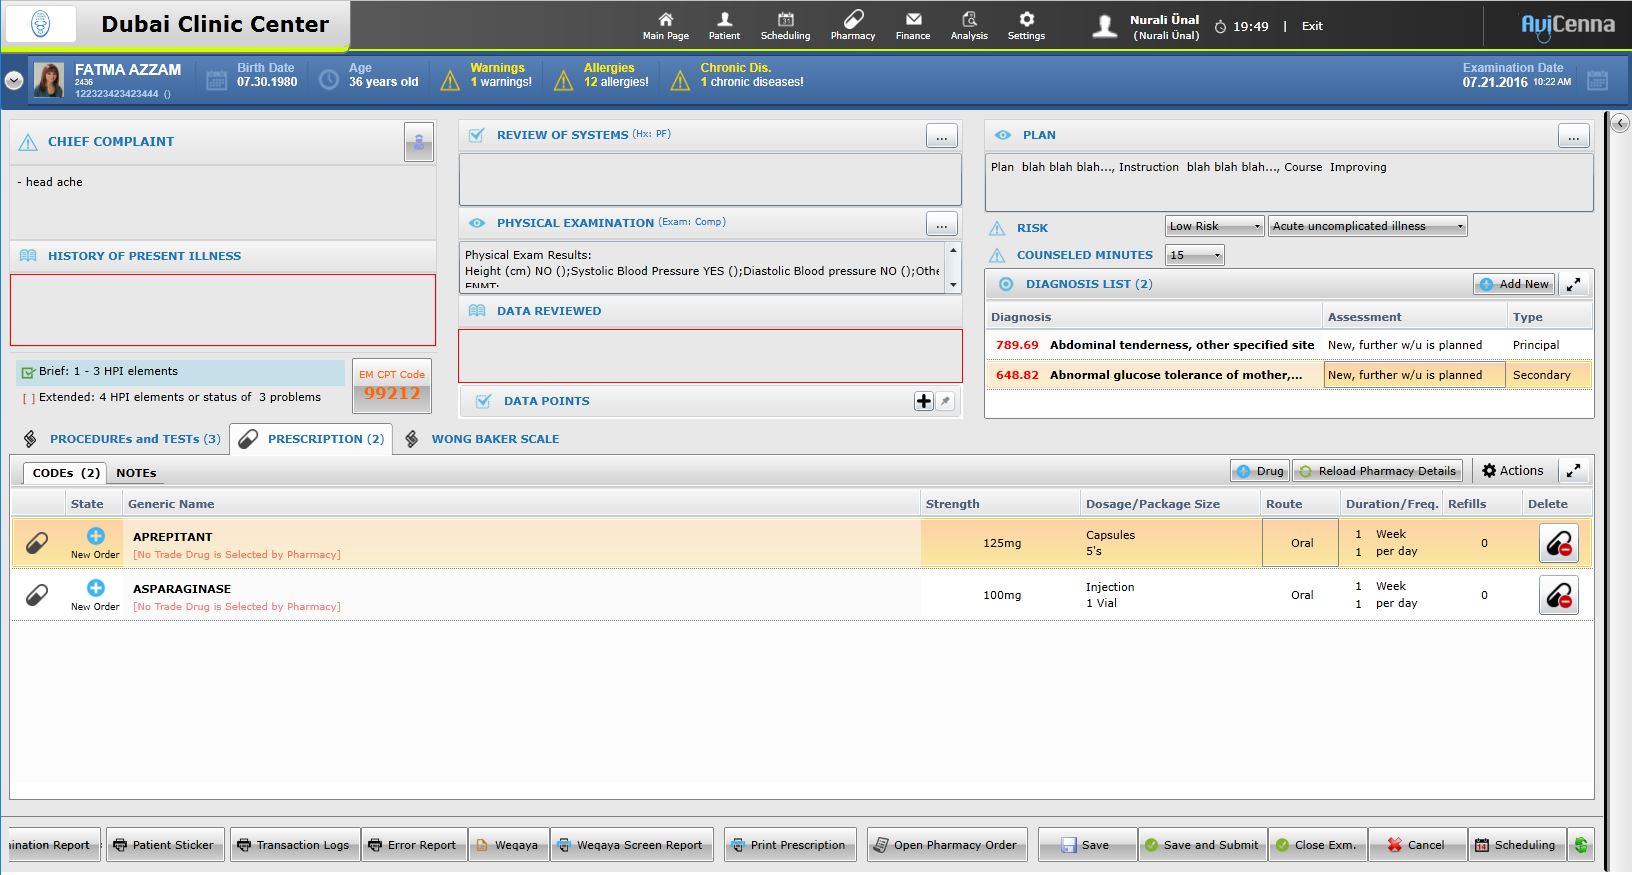 Dubai Clinic Center
Main Page
Patient
Scheduling
Pharmacy
Finance
Analysis
Settings
Nurali Ünal
(Nurali Ünal)
19:49
|
Exit
AviCenna
FATMA AZZAM
2436
122323423423444 ()
Birth Date
07.30.1980
Age
36 years old
Warnings
1 warnings!
Allergies
12 allergies!
Chronic Dis.
1 chronic diseases!
Examination Date
07.21.2016 10:22 AM
CHIEF COMPLAINT
- head ache
HISTORY OF PRESENT ILLNESS
Brief: 1 - 3 HPI elements
[ ] Extended: 4 HPI elements or status of 3 problems
EM CPT Code
99212
REVIEW OF SYSTEMS (Hx: PF)
...
PHYSICAL EXAMINATION (Exam: Comp)
...
Physical Exam Results:
Height (cm) NO ();Systolic Blood Pressure YES ();Diastolic Blood pressure NO ();Othe
ENMT:
DATA REVIEWED
DATA POINTS
PLAN
...
Plan blah blah blah..., Instruction blah blah blah..., Course Improving
RISK
Low Risk
Acute uncomplicated illness
COUNSELED MINUTES
15
DIAGNOSIS LIST (2)
Add New
Diagnosis Assessment Type
789.69 Abdominal tenderness, other specified site New, further w/u is planned Principal
648.82 Abnormal glucose tolerance of mother,... New, further w/u is planned Secondary
PROCEDUREs and TESTs (3)
PRESCRIPTION (2)
WONG BAKER SCALE
CODEs (2)
NOTEs
Drug
Reload Pharmacy Details
Actions
State Generic Name Strength Dosage/Package Size Route Duration/Freq. Refills Delete
New Order
APREPITANT
[No Trade Drug is Selected by Pharmacy]
125mg
Capsules
5's
Oral
1 Week
1 per day
0
New Order
ASPARAGINASE
[No Trade Drug is Selected by Pharmacy]
100mg
Injection
1 Vial
Oral
1 Week
1 per day
0
ination Report
Patient Sticker
Transaction Logs
Error Report
Weqaya
Weqaya Screen Report
Print Prescription
Open Pharmacy Order
Save
Save and Submit
Close Exm.
Cancel
Scheduling